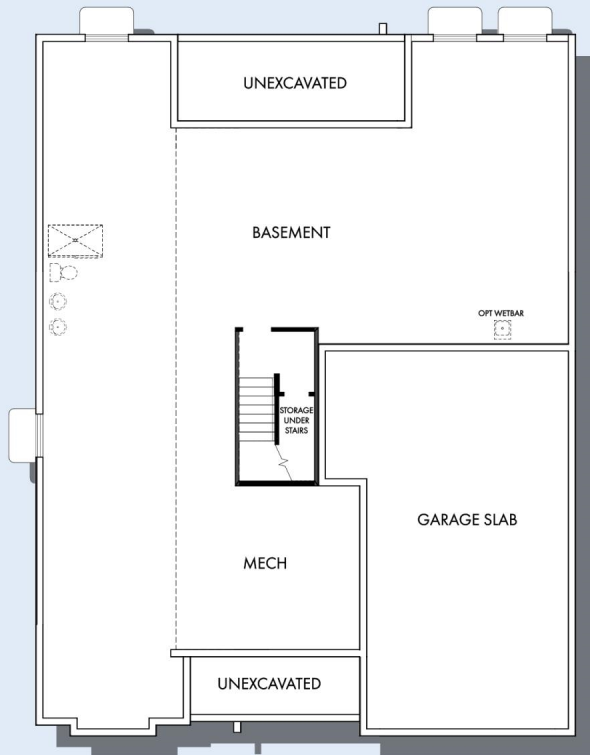 UNEXCAVATED
BASEMENT
OPT WETBAR
STORAGE
UNDER
STAIRS
GARAGE SLAB
MECH
UNEXCAVATED